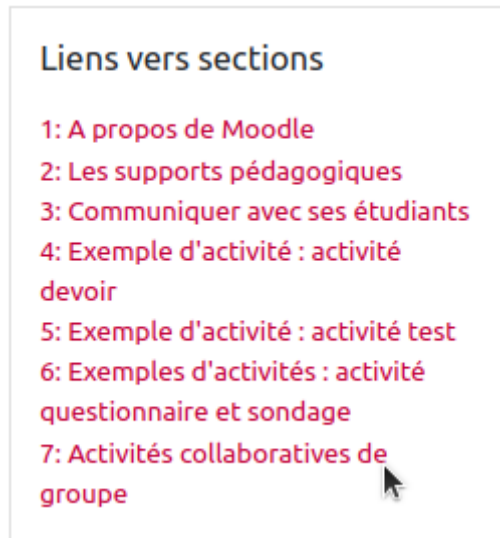 Liens vers sections
1: A propos de Moodle
2: Les supports pédagogiques
3: Communiquer avec ses étudiants
4: Exemple d'activité : activité
devoir
5: Exemple d'activité : activité test
6: Exemples d'activités : activité
questionnaire et sondage
7: Activités collaboratives de
groupe